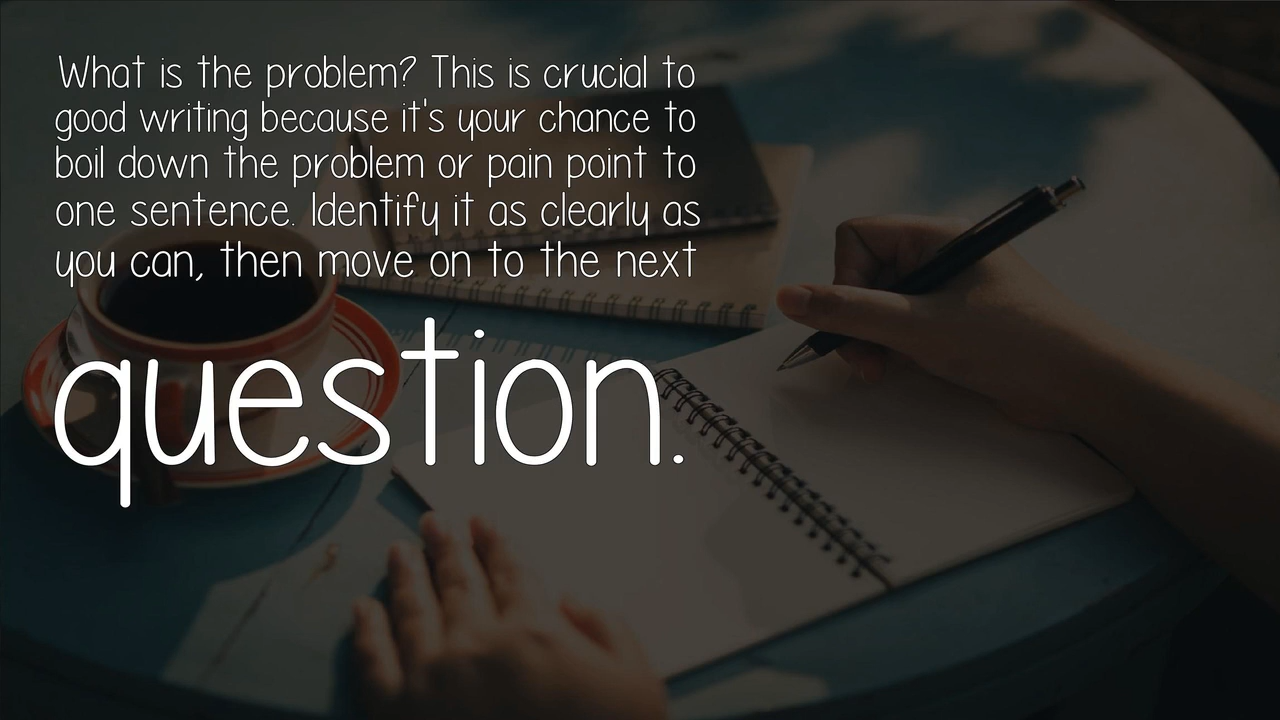 What is the problem? This is crucial to
good writing because it's your chance to
boil down the problem or pain point to
one sentence. Identify it as clearly as
you can, then move on to the next
question.